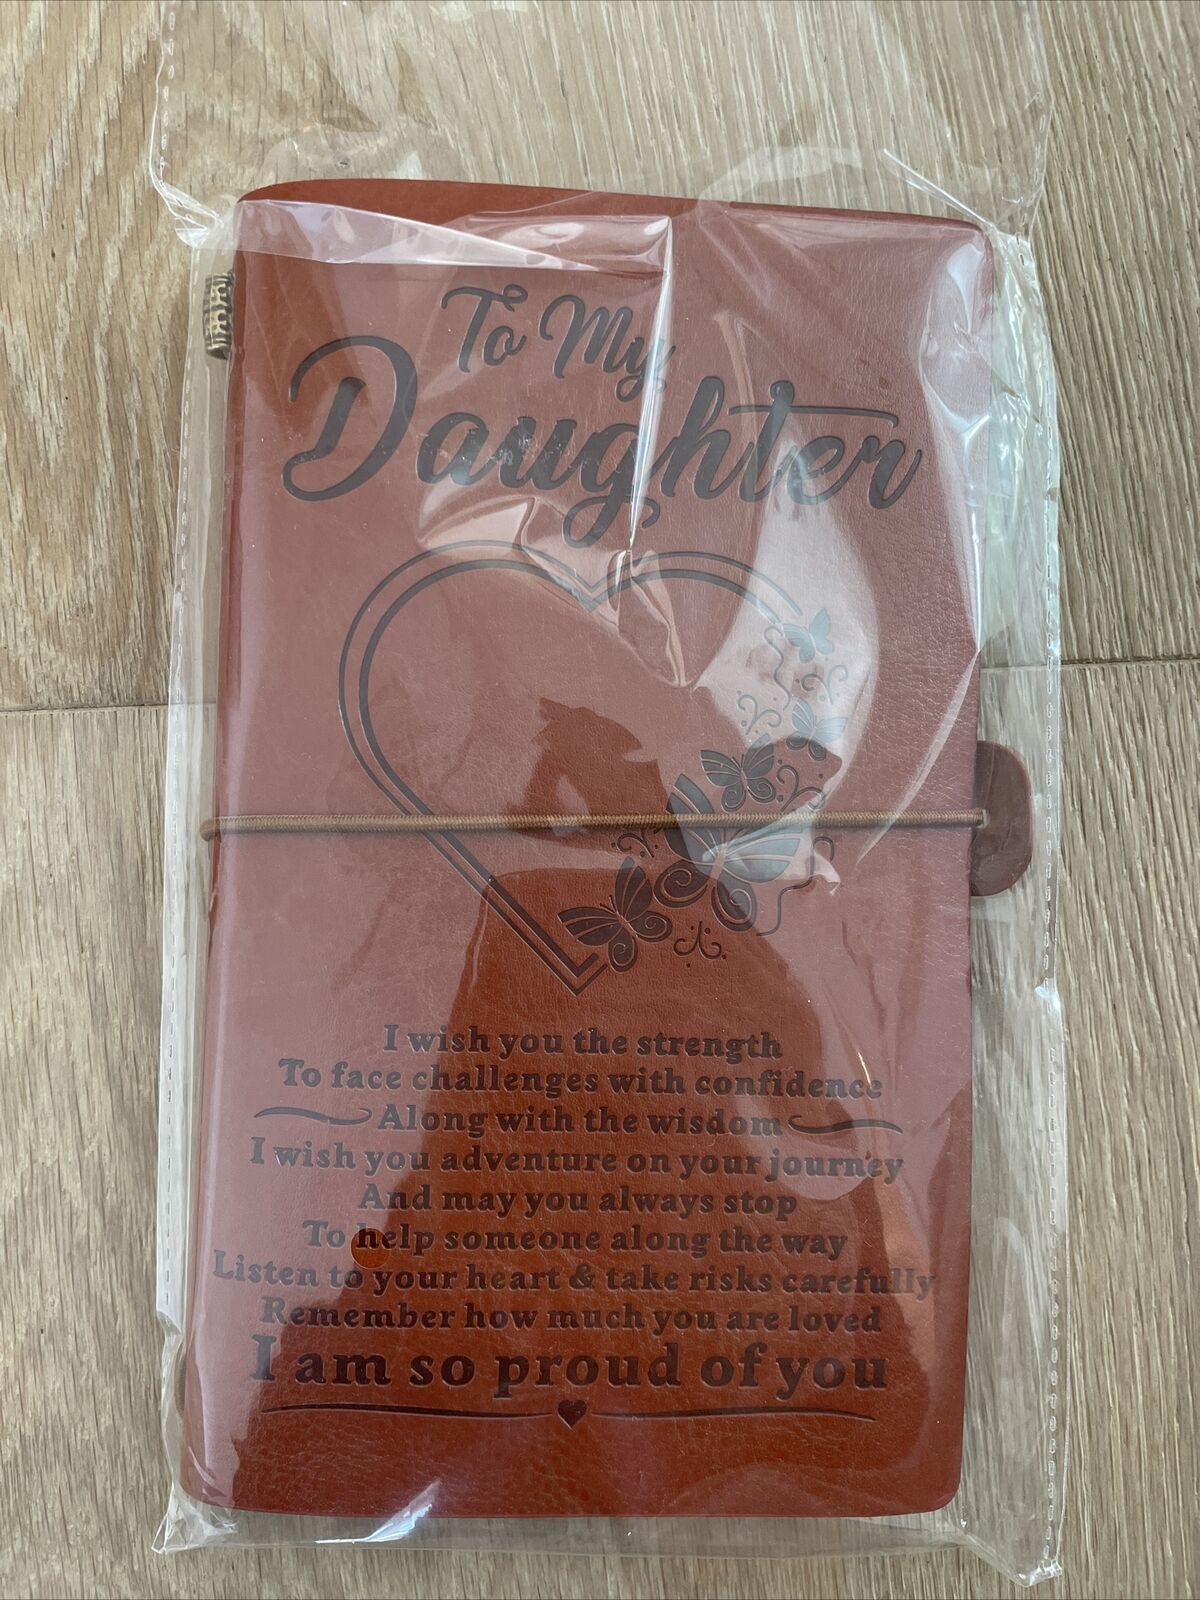 To My
Daughter
I wish you the strength
To face challenges with confidence
Along with the wisdom
I wish you adventure on your journey
And may you always stop
To help someone along the way
Listen to your heart & take risks carefully
Remember how much you are loved
I am so proud of you